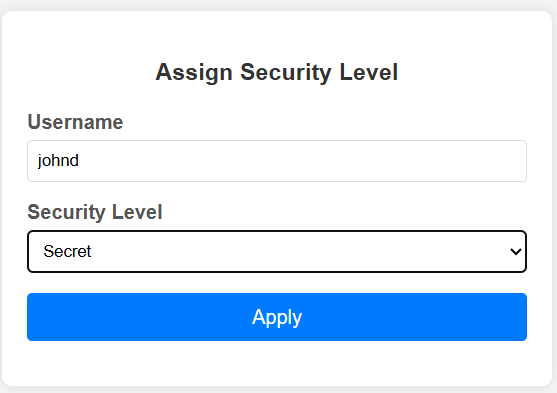 Assign Security Level
Username
johnd
Security Level
Secret
Apply